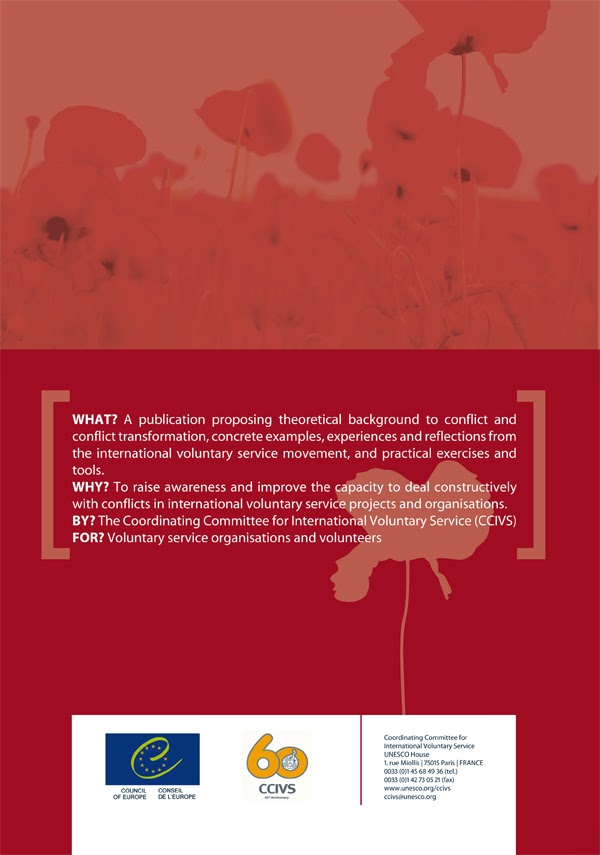 WHAT? A publication proposing theoretical background to conflict and
conflict transformation, concrete examples, experiences and reflections from
the international voluntary service movement, and practical exercises and
tools.
WHY? To raise awareness and improve the capacity to deal constructively
with conflicts in international voluntary service projects and organisations.
BY? The Coordinating Committee for International Voluntary Service (CCIVS)
FOR? Voluntary service organisations and volunteers
COUNCIL OF EUROPE
CONSEIL DE L'EUROPE
60
CCIVS
60th Anniversary
Coordinating Committee for
International Voluntary Service
UNESCO House
1, rue Miollis | 75015 Paris | FRANCE
0033 (0)1 45 68 49 36 (tel.)
0033 (0)1 42 73 05 21 (fax)
www.unesco.org/ccivs
ccivs@unesco.org